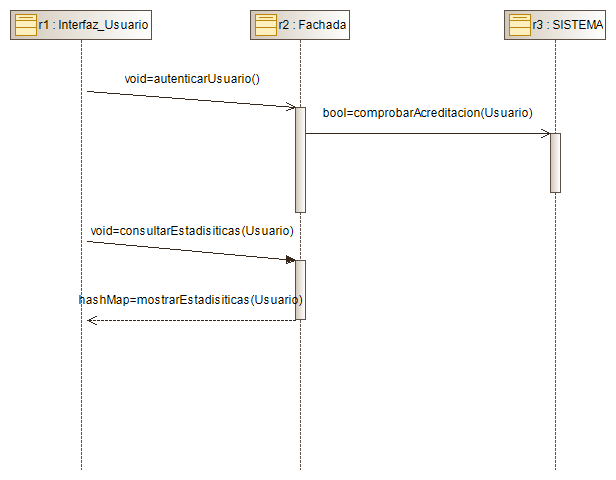 r1 : Interfaz_Usuario
r2 : Fachada
r3 : SISTEMA
void=autenticarUsuario()
bool=comprobarAcreditacion(Usuario)
void=consultarEstadisiticas(Usuario)
hashMap=mostrarEstadisiticas(Usuario)